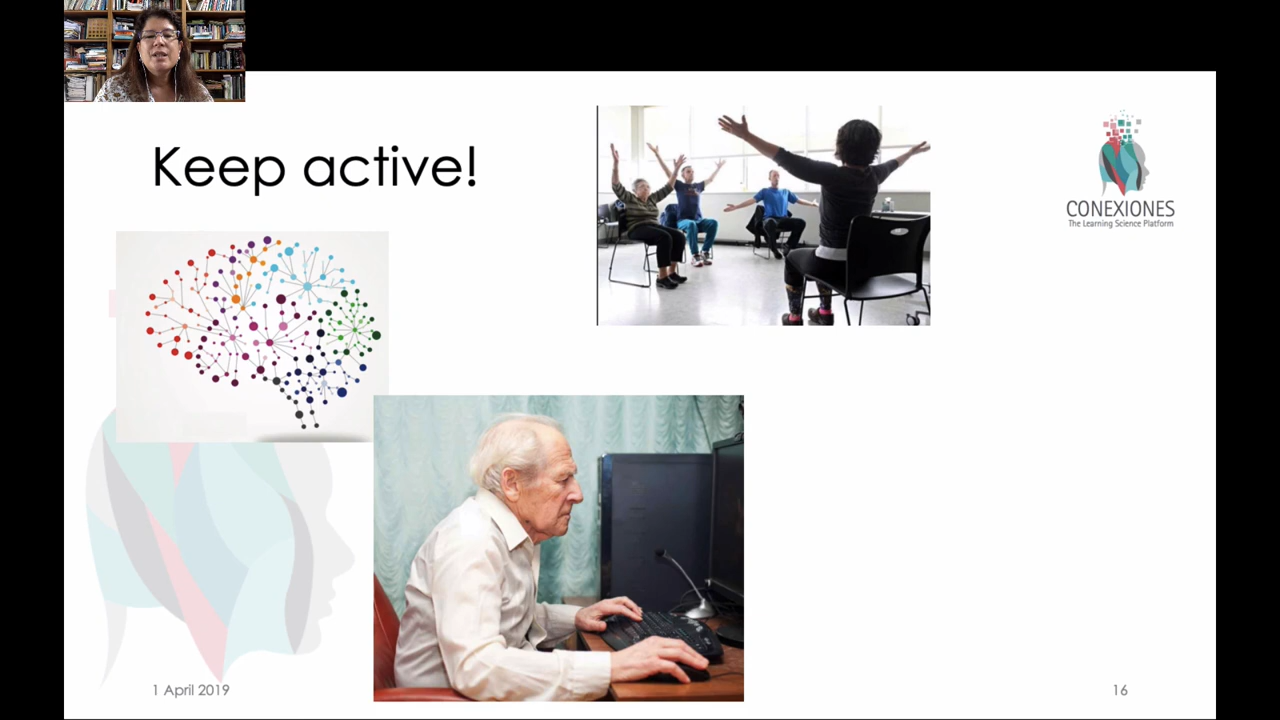 Keep active!
CONEXIONES
The Learning Science Platform
1 April 2019
16